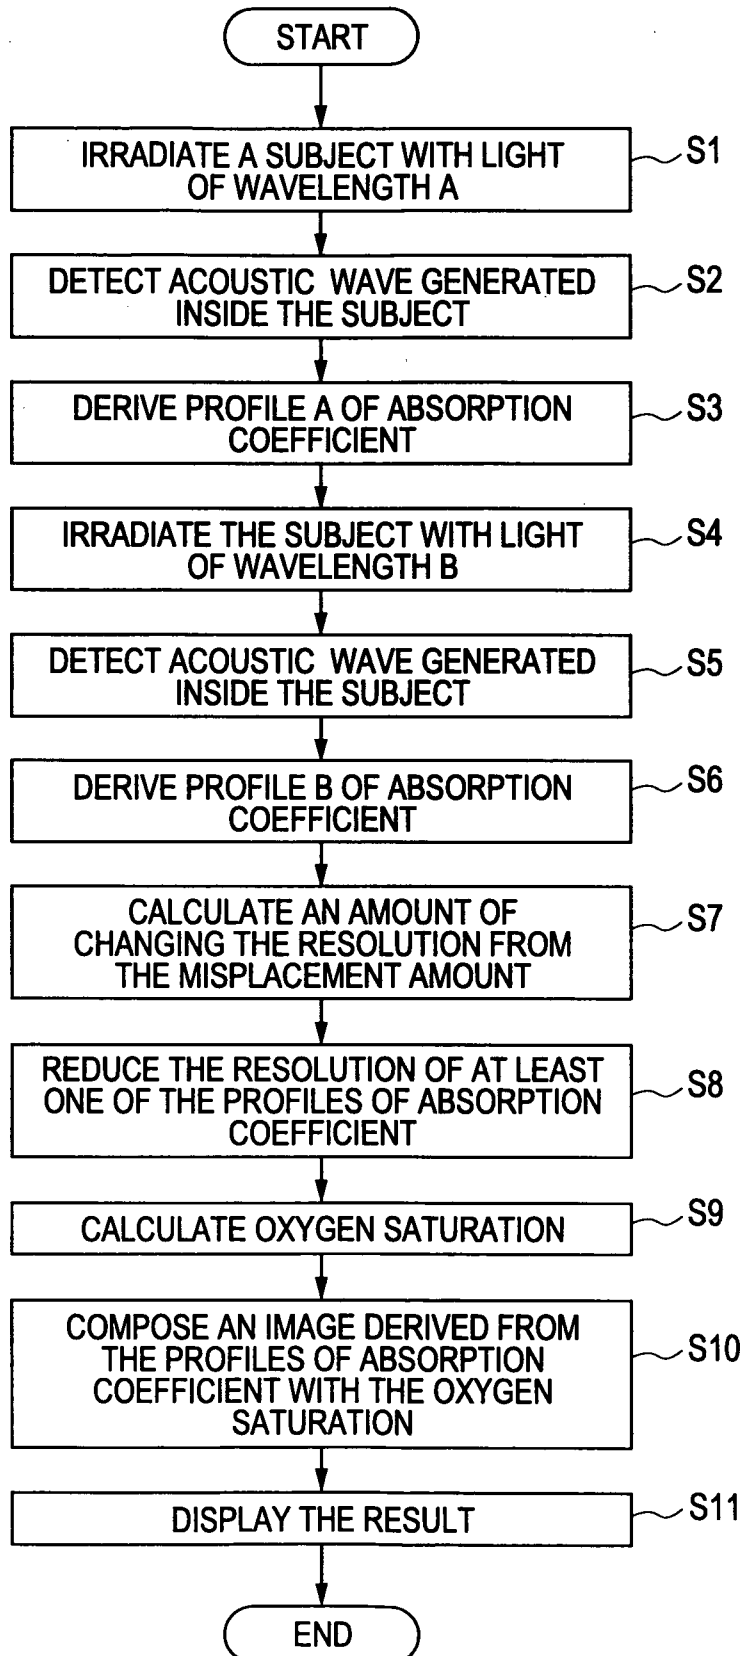 START
IRRADIATE A SUBJECT WITH LIGHT
OF WAVELENGTH A
S1
DETECT ACOUSTIC WAVE GENERATED
INSIDE THE SUBJECT
S2
DERIVE PROFILE A OF ABSORPTION
COEFFICIENT
S3
IRRADIATE THE SUBJECT WITH LIGHT
OF WAVELENGTH B
S4
DETECT ACOUSTIC WAVE GENERATED
INSIDE THE SUBJECT
S5
DERIVE PROFILE B OF ABSORPTION
COEFFICIENT
S6
CALCULATE AN AMOUNT OF
CHANGING THE RESOLUTION FROM
THE MISPLACEMENT AMOUNT
S7
REDUCE THE RESOLUTION OF AT LEAST
ONE OF THE PROFILES OF ABSORPTION
COEFFICIENT
S8
CALCULATE OXYGEN SATURATION
S9
COMPOSE AN IMAGE DERIVED FROM
THE PROFILES OF ABSORPTION
COEFFICIENT WITH THE OXYGEN
SATURATION
S10
DISPLAY THE RESULT
S11
END